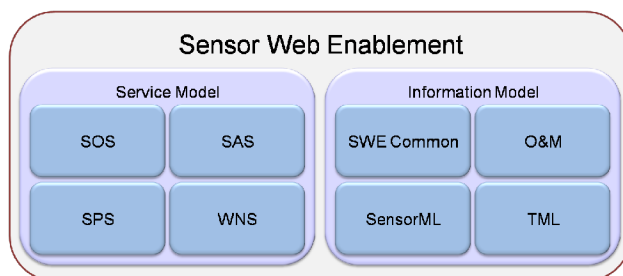 Sensor Web Enablement
Service Model
Information Model
SOS
SAS
SWE Common
O&M
SPS
WNS
SensorML
TML